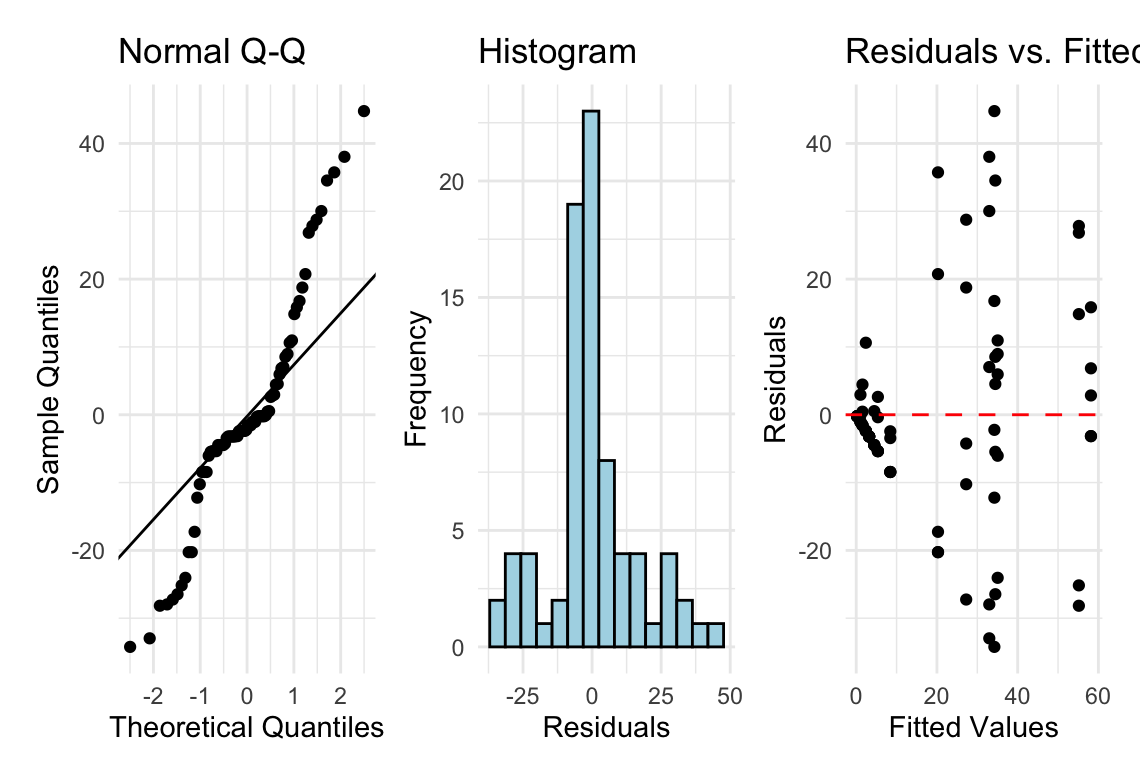 Normal Q-Q
40
20
0
-20
-2 -1 0 1 2
Theoretical Quantiles
Sample Quantiles
Histogram
20
15
10
5
0
-25 0 25 50
Residuals
Frequency
Residuals vs. Fitted
40
20
0
-20
0 20 40 60
Fitted Values
Residuals